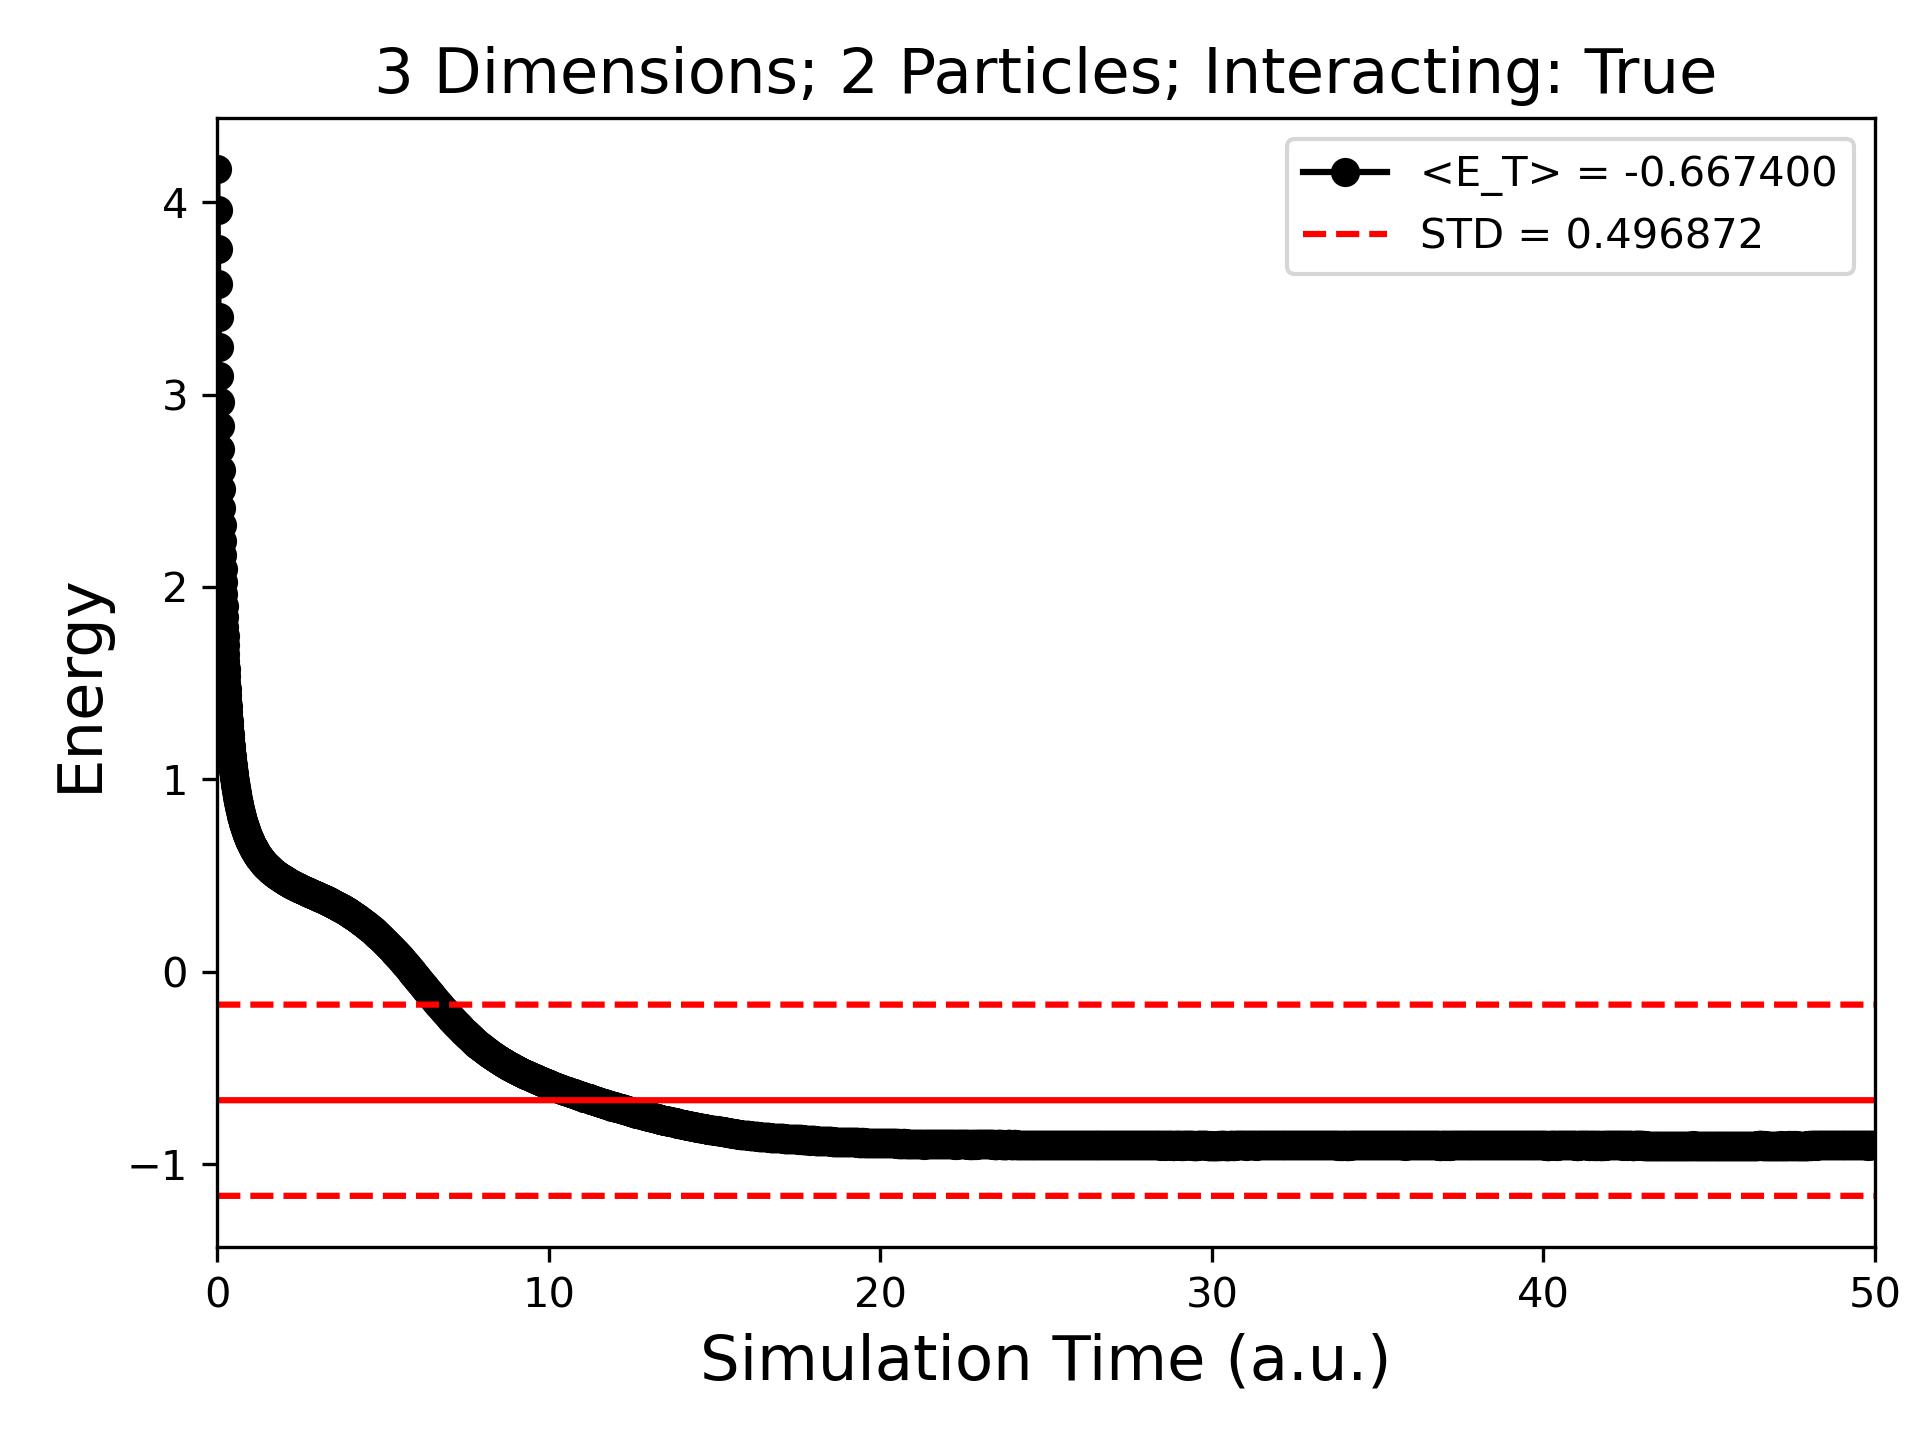 3 Dimensions; 2 Particles; Interacting: True
<E_T> = -0.667400
STD = 0.496872
Energy
4
3
2
1
0
−1
0 10 20 30 40 50
Simulation Time (a.u.)